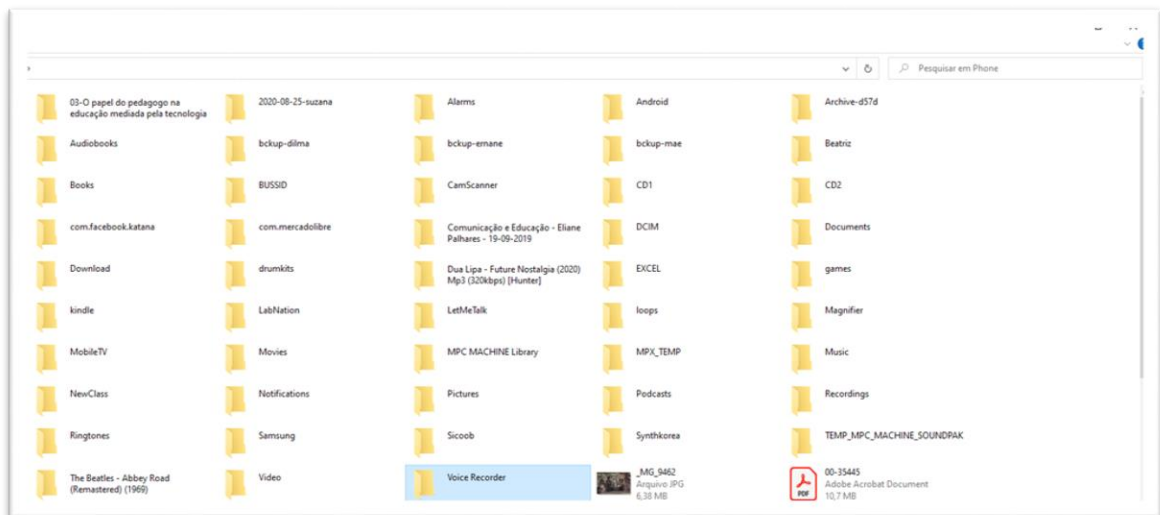 Pesquisar em Phone
03-O papel do pedagogo na
educação mediada pela tecnologia
2020-08-25-suzana
Alarms
Android
Archive-d57d
Audiobooks
bckup-dilma
bckup-ernane
bckup-mae
Beatriz
Books
BUSSID
CamScanner
CD1
CD2
com.facebook.katana
com.mercadolibre
Comunicação e Educação - Eliane
Palhares - 19-09-2019
DCIM
Documents
Download
drumkits
Dua Lipa - Future Nostalgia (2020)
Mp3 (320kbps) [Hunter]
EXCEL
games
kindle
LabNation
LetMeTalk
loops
Magnifier
MobileTV
Movies
MPC MACHINE Library
MPX_TEMP
Music
NewClass
Notifications
Pictures
Podcasts
Recordings
Ringtones
Samsung
Sicoob
Synthkorea
TEMP_MPC_MACHINE_SOUNDPAK
The Beatles - Abbey Road
(Remastered) (1969)
Video
Voice Recorder
_MG_9462
Arquivo JPG
6,38 MB
PDF
00-35445
Adobe Acrobat Document
10,7 MB